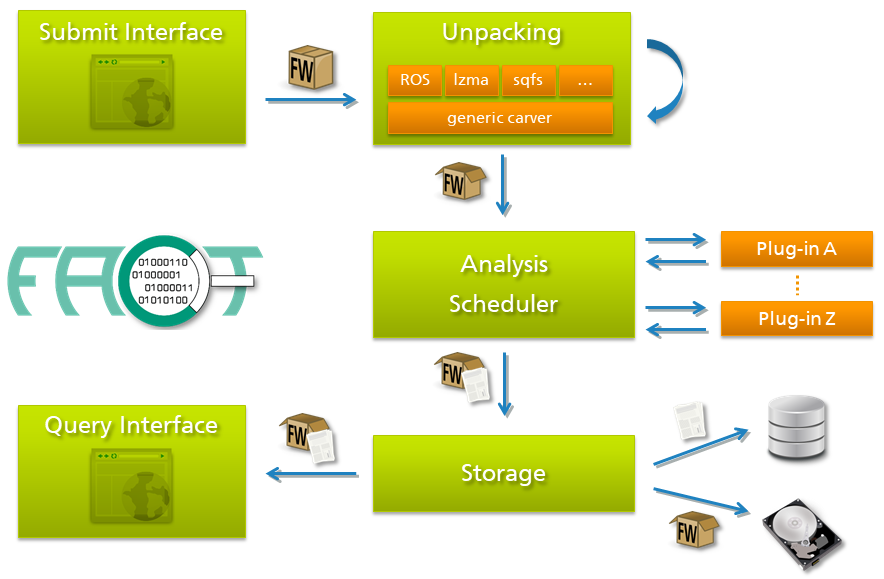 Submit Interface
FW
Unpacking
ROS
lzma
sqfs
...
generic carver
FW
FACT
01000110
01000001
01000011
01010100
Analysis
Scheduler
Plug-in A
Plug-in Z
FW
Query Interface
FW
Storage
FW